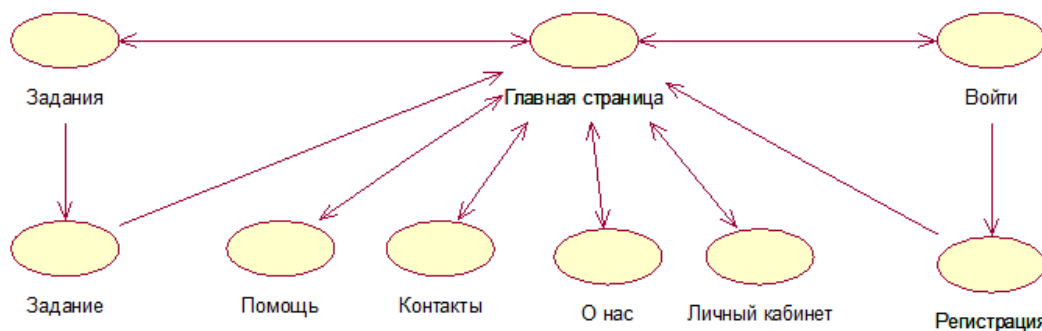 Задания
Главная страница
Войти
Задание
Помощь
Контакты
О нас
Личный кабинет
Регистрация